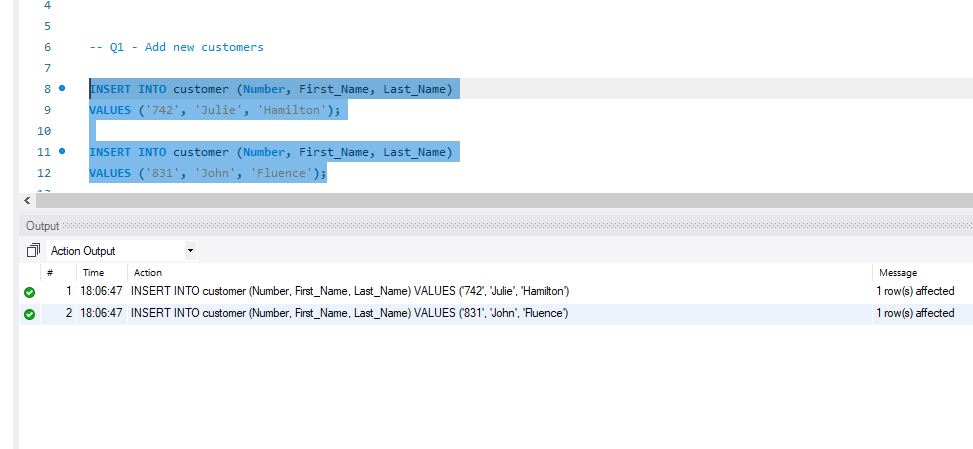 4
5
6 -- Q1 - Add new customers
7
8 INSERT INTO customer (Number, First_Name, Last_Name)
9 VALUES ('742', 'Julie', 'Hamilton');
10
11 INSERT INTO customer (Number, First_Name, Last_Name)
12 VALUES ('831', 'John', 'Fluence');
Output
Action Output
# Time Action Message
1 18:06:47 INSERT INTO customer (Number, First_Name, Last_Name) VALUES ('742', 'Julie', 'Hamilton') 1 row(s) affected
2 18:06:47 INSERT INTO customer (Number, First_Name, Last_Name) VALUES ('831', 'John', 'Fluence') 1 row(s) affected